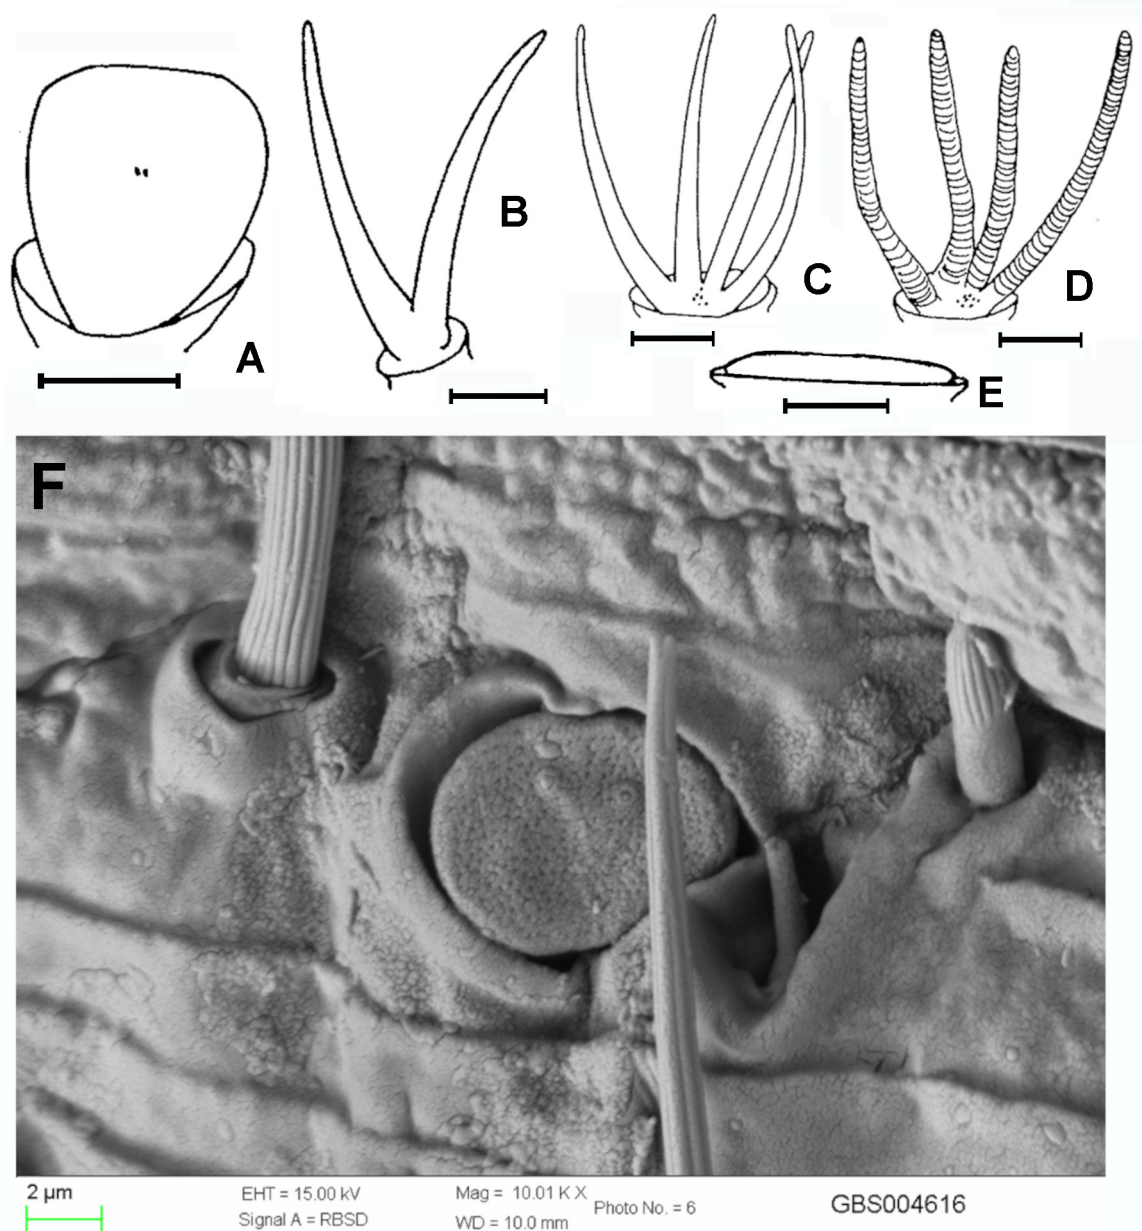 A
B
C
D
E
F
2 µm
EHT = 15.00 kV
Signal A = RBSD
Mag = 10.01 K X
WD = 10.0 mm
Photo No. = 6
GBS004616